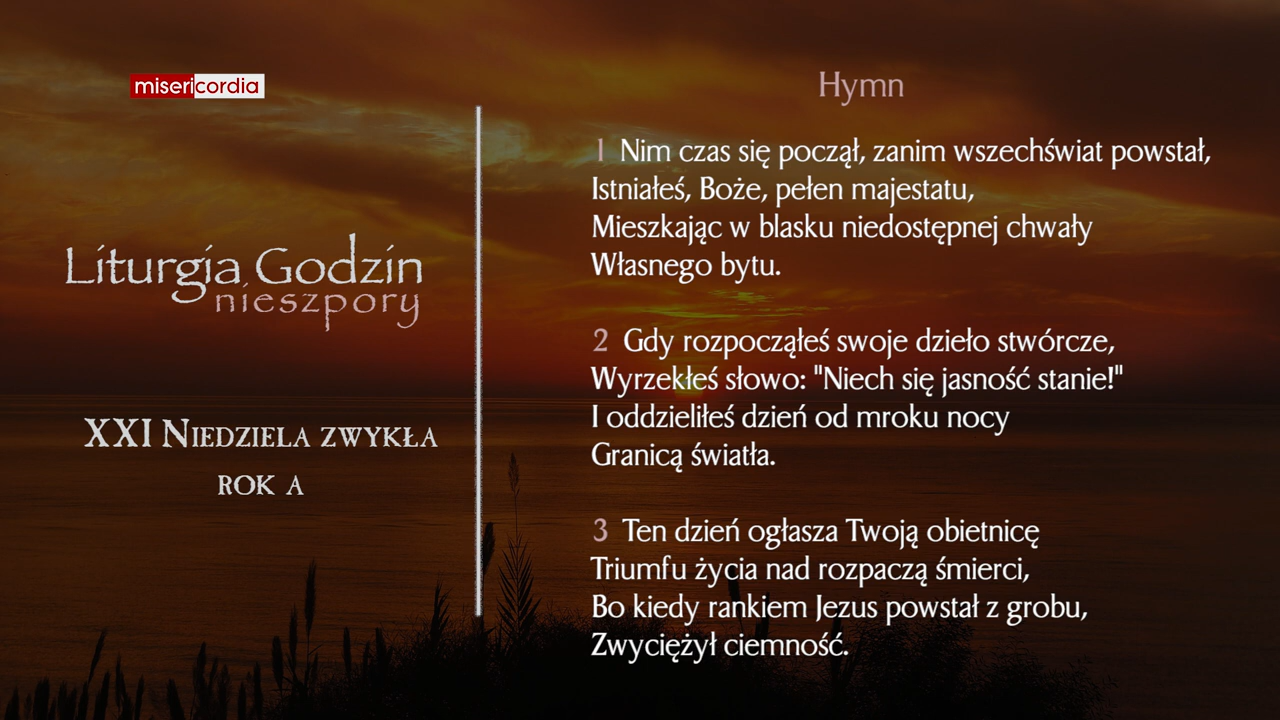 misericordia
Liturgia Godzin
nieszpory
XXI Niedziela zwykła
rok A
Hymn
1 Nim czas się począł, zanim wszechświat powstał,
Istniałeś, Boże, pełen majestatu,
Mieszkając w blasku niedostępnej chwały
Własnego bytu.
2 Gdy rozpocząłeś swoje dzieło stwórcze,
Wyrzekłeś słowo: "Niech się jasność stanie!"
I oddzieliłeś dzień od mroku nocy
Granicą światła.
3 Ten dzień ogłasza Twoją obietnicę
Triumfu życia nad rozpaczą śmierci,
Bo kiedy rankiem Jezus powstał z grobu,
Zwyciężył ciemność.